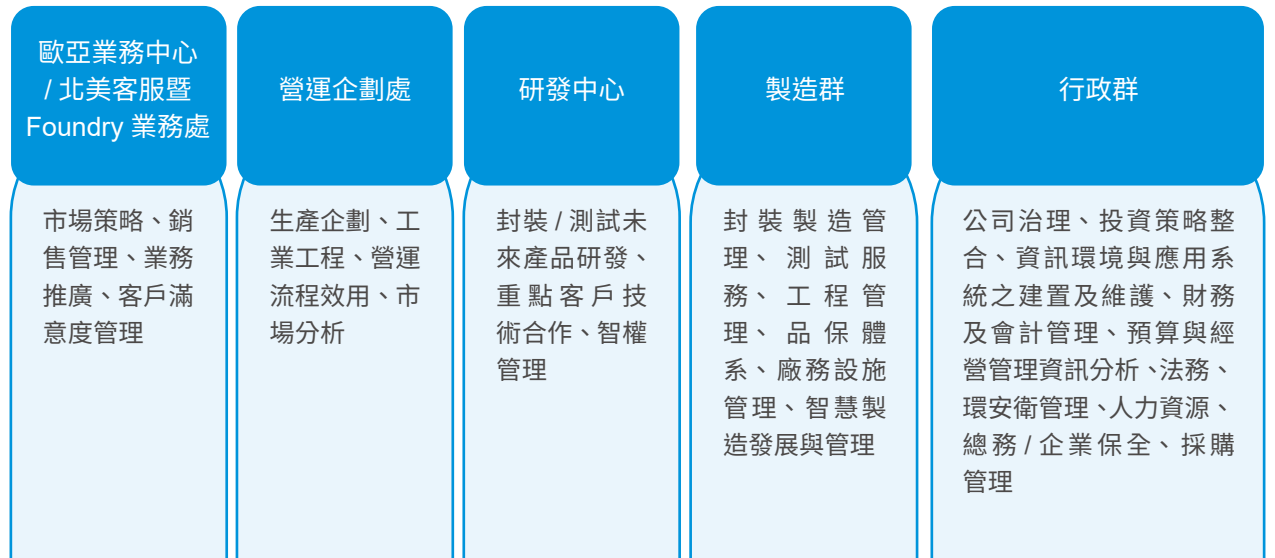 歐亞業務中心
/ 北美客服暨
Foundry 業務處
市場策略、銷
售管理、業務
推廣、客戶滿
意度管理
營運企劃處
生產企劃、工
業工程、營運
流程效用、市
場分析
研發中心
封裝 / 測試未
來產品研發、
重點客戶技
術合作、智權
管理
製造群
封裝製造管
理、測試服
務、工程管
理、品保體
系、廠務設施
管理、智慧製
造發展與管理
行政群
公司治理、投資策略整
合、資訊環境與應用系
統之建置及維護、財務
及會計管理、預算與經
營管理資訊分析、法務、
環安衛管理、人力資源、
總務 / 企業保全、採購
管理